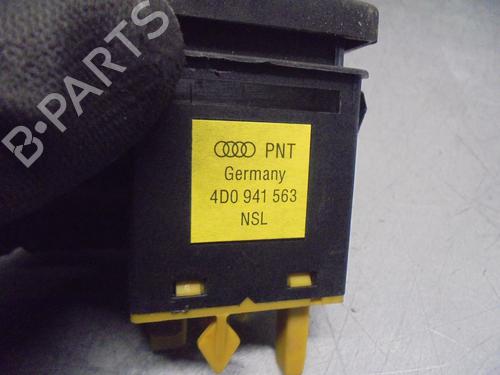 B-PARTS
PNT
Germany
4D0 941 563
NSL